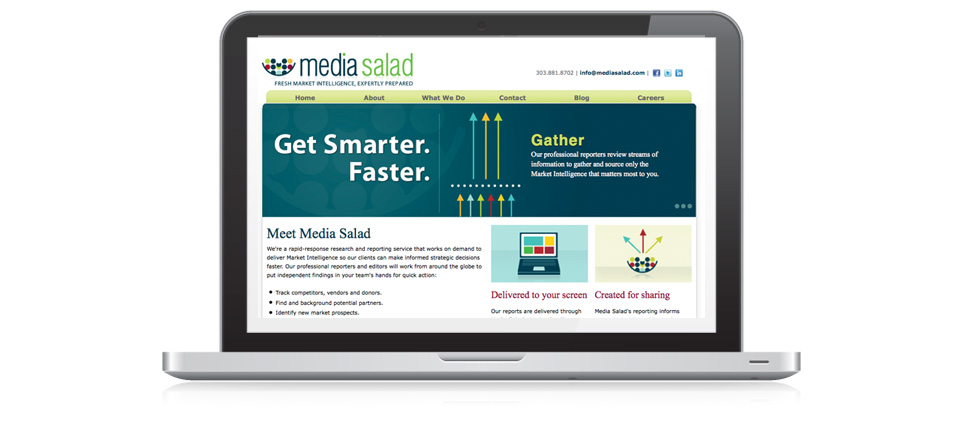 media salad
FRESH MARKET INTELLIGENCE, EXPERTLY PREPARED
303.881.8702 | info@mediasalad.com |
Home About What We Do Contact Blog Careers
Get Smarter.
Faster.
Gather
Our professional reporters review streams of
information to gather and source only the
Market Intelligence that matters most to you.
Meet Media Salad
We're a rapid-response research and reporting service that works on demand to
deliver Market Intelligence so our clients can make informed strategic decisions
faster. Our professional reporters and editors will work from around the globe to
put independent findings in your team's hands for quick action:
Track competitors, vendors and donors.
Find and background potential partners.
Identify new market prospects.
Delivered to your screen
Our reports are delivered through
Created for sharing
Media Salad's reporting informs